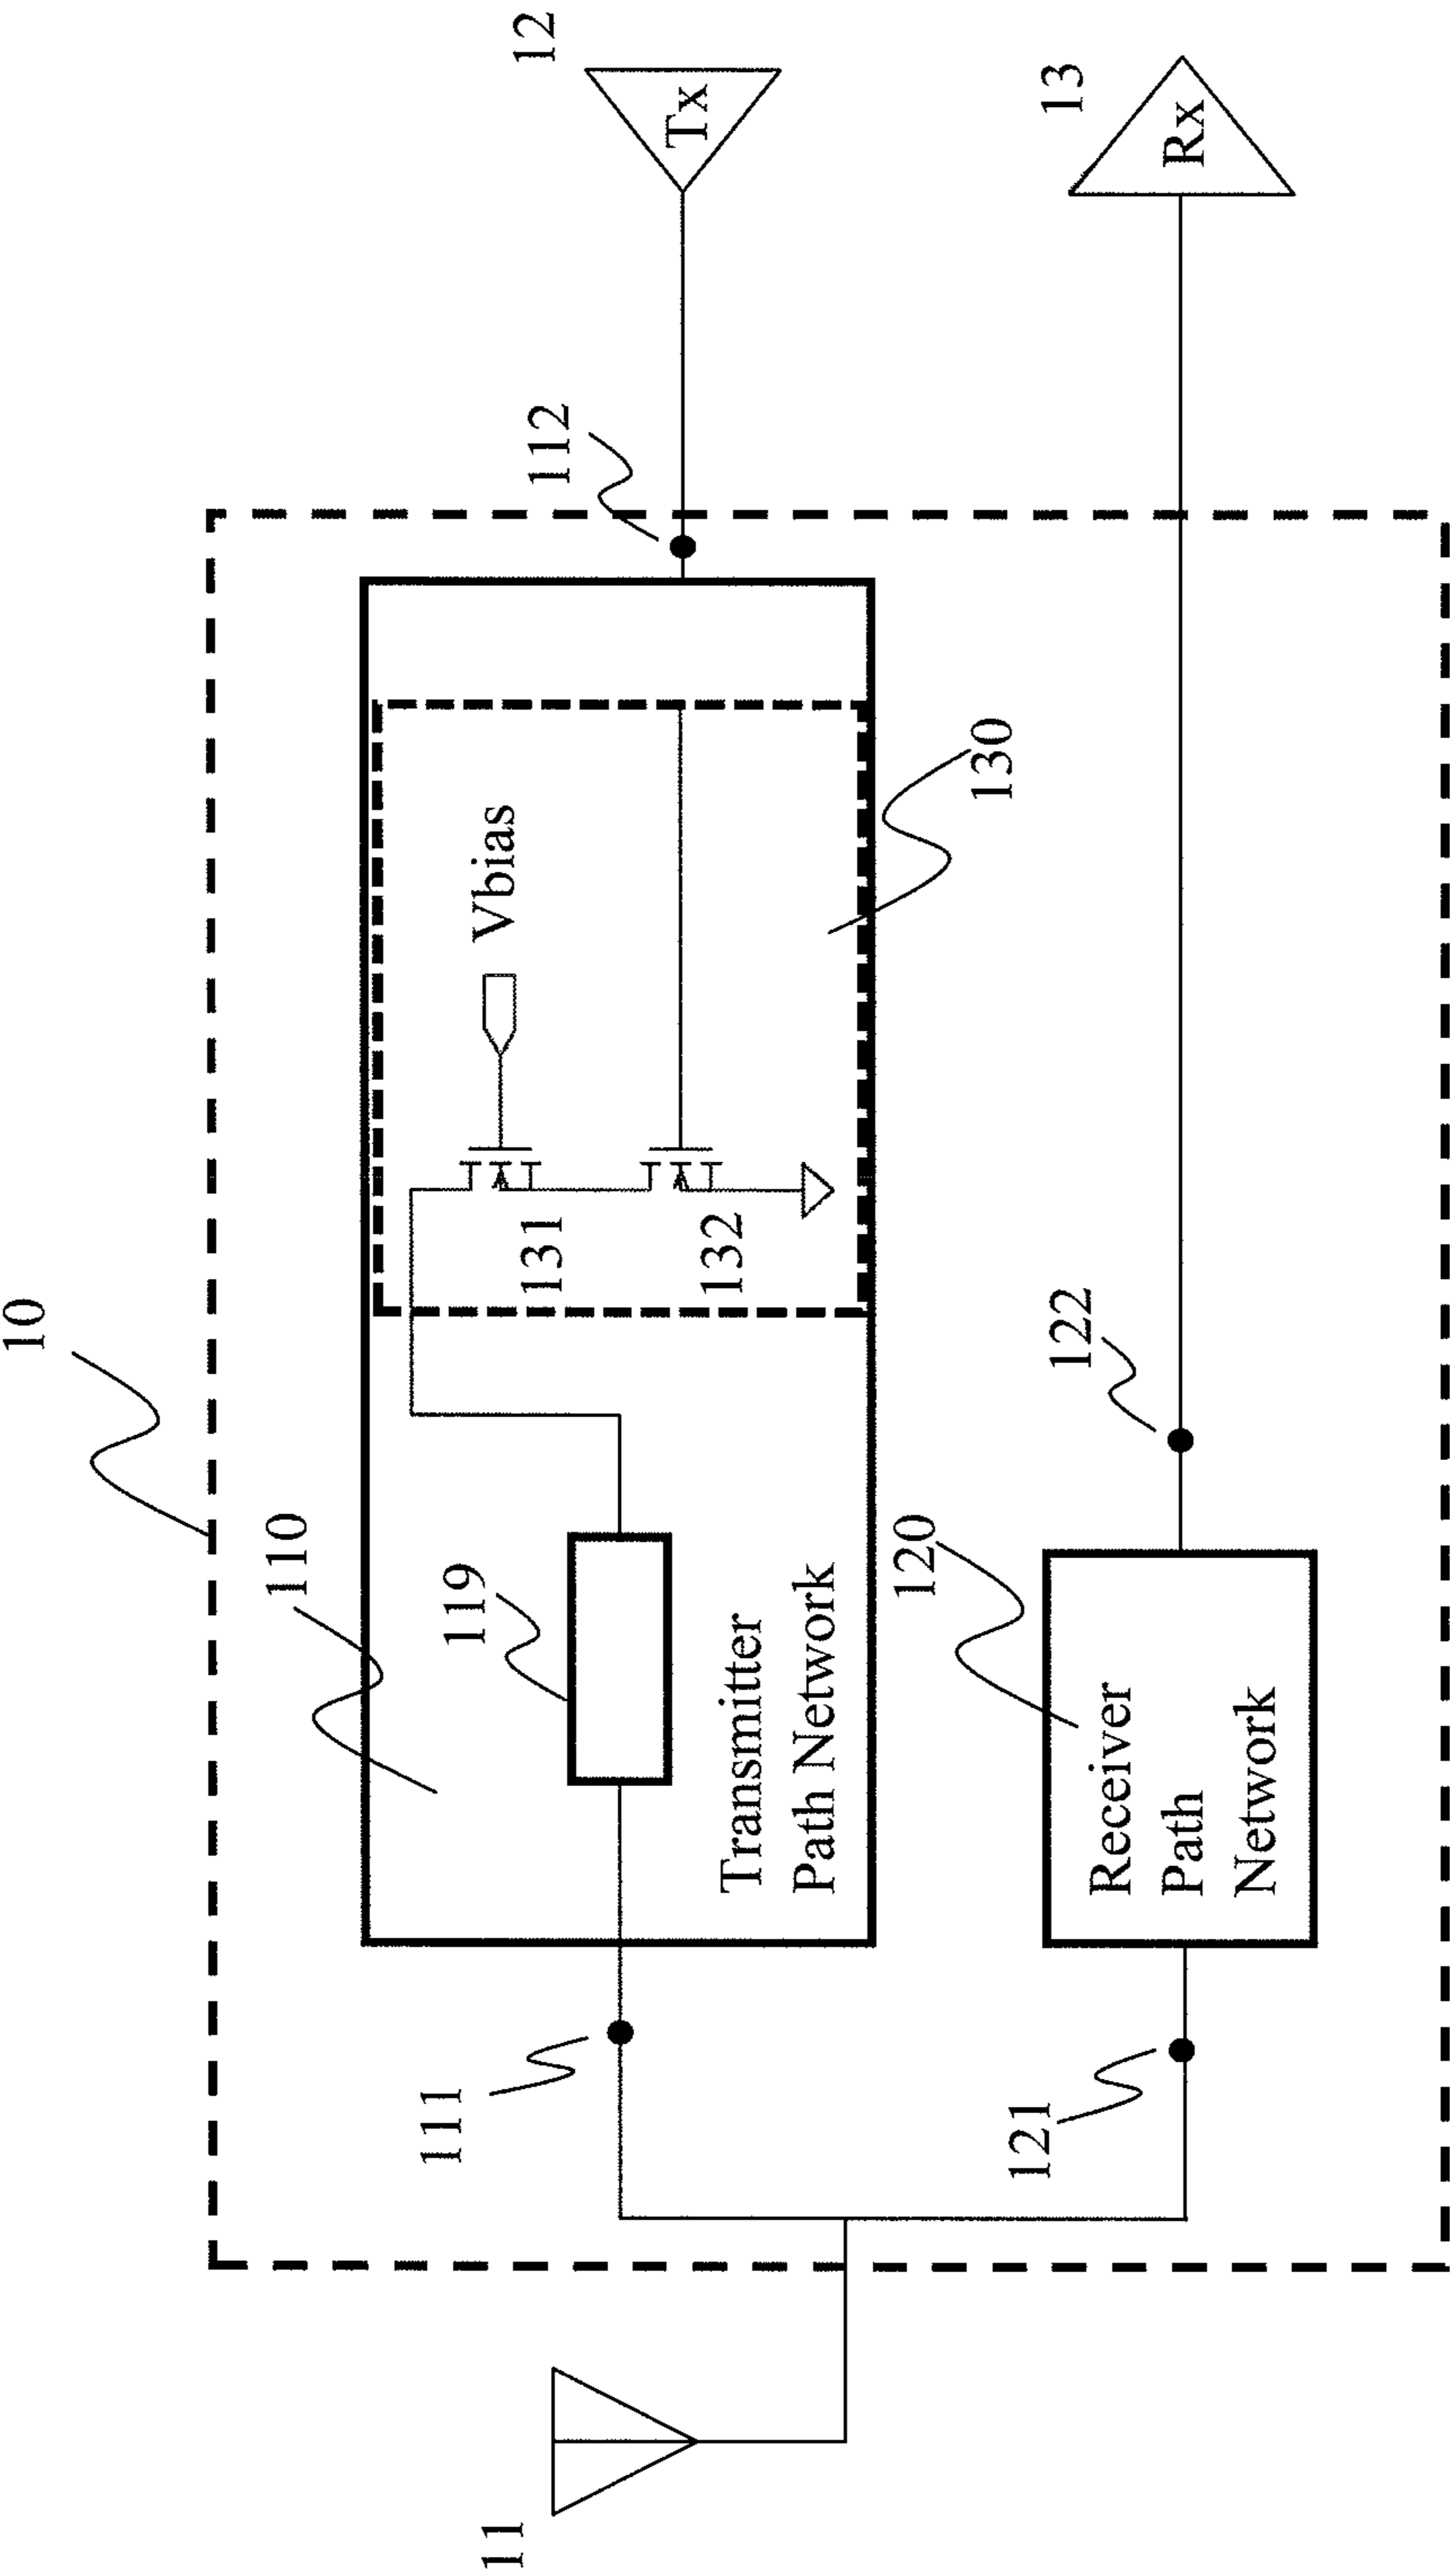 10
110
119
Vbias
131
132
Transmitter
Path Network
130
112
12
Tx
111
11
121
120
Receiver
Path
Network
122
13
Rx